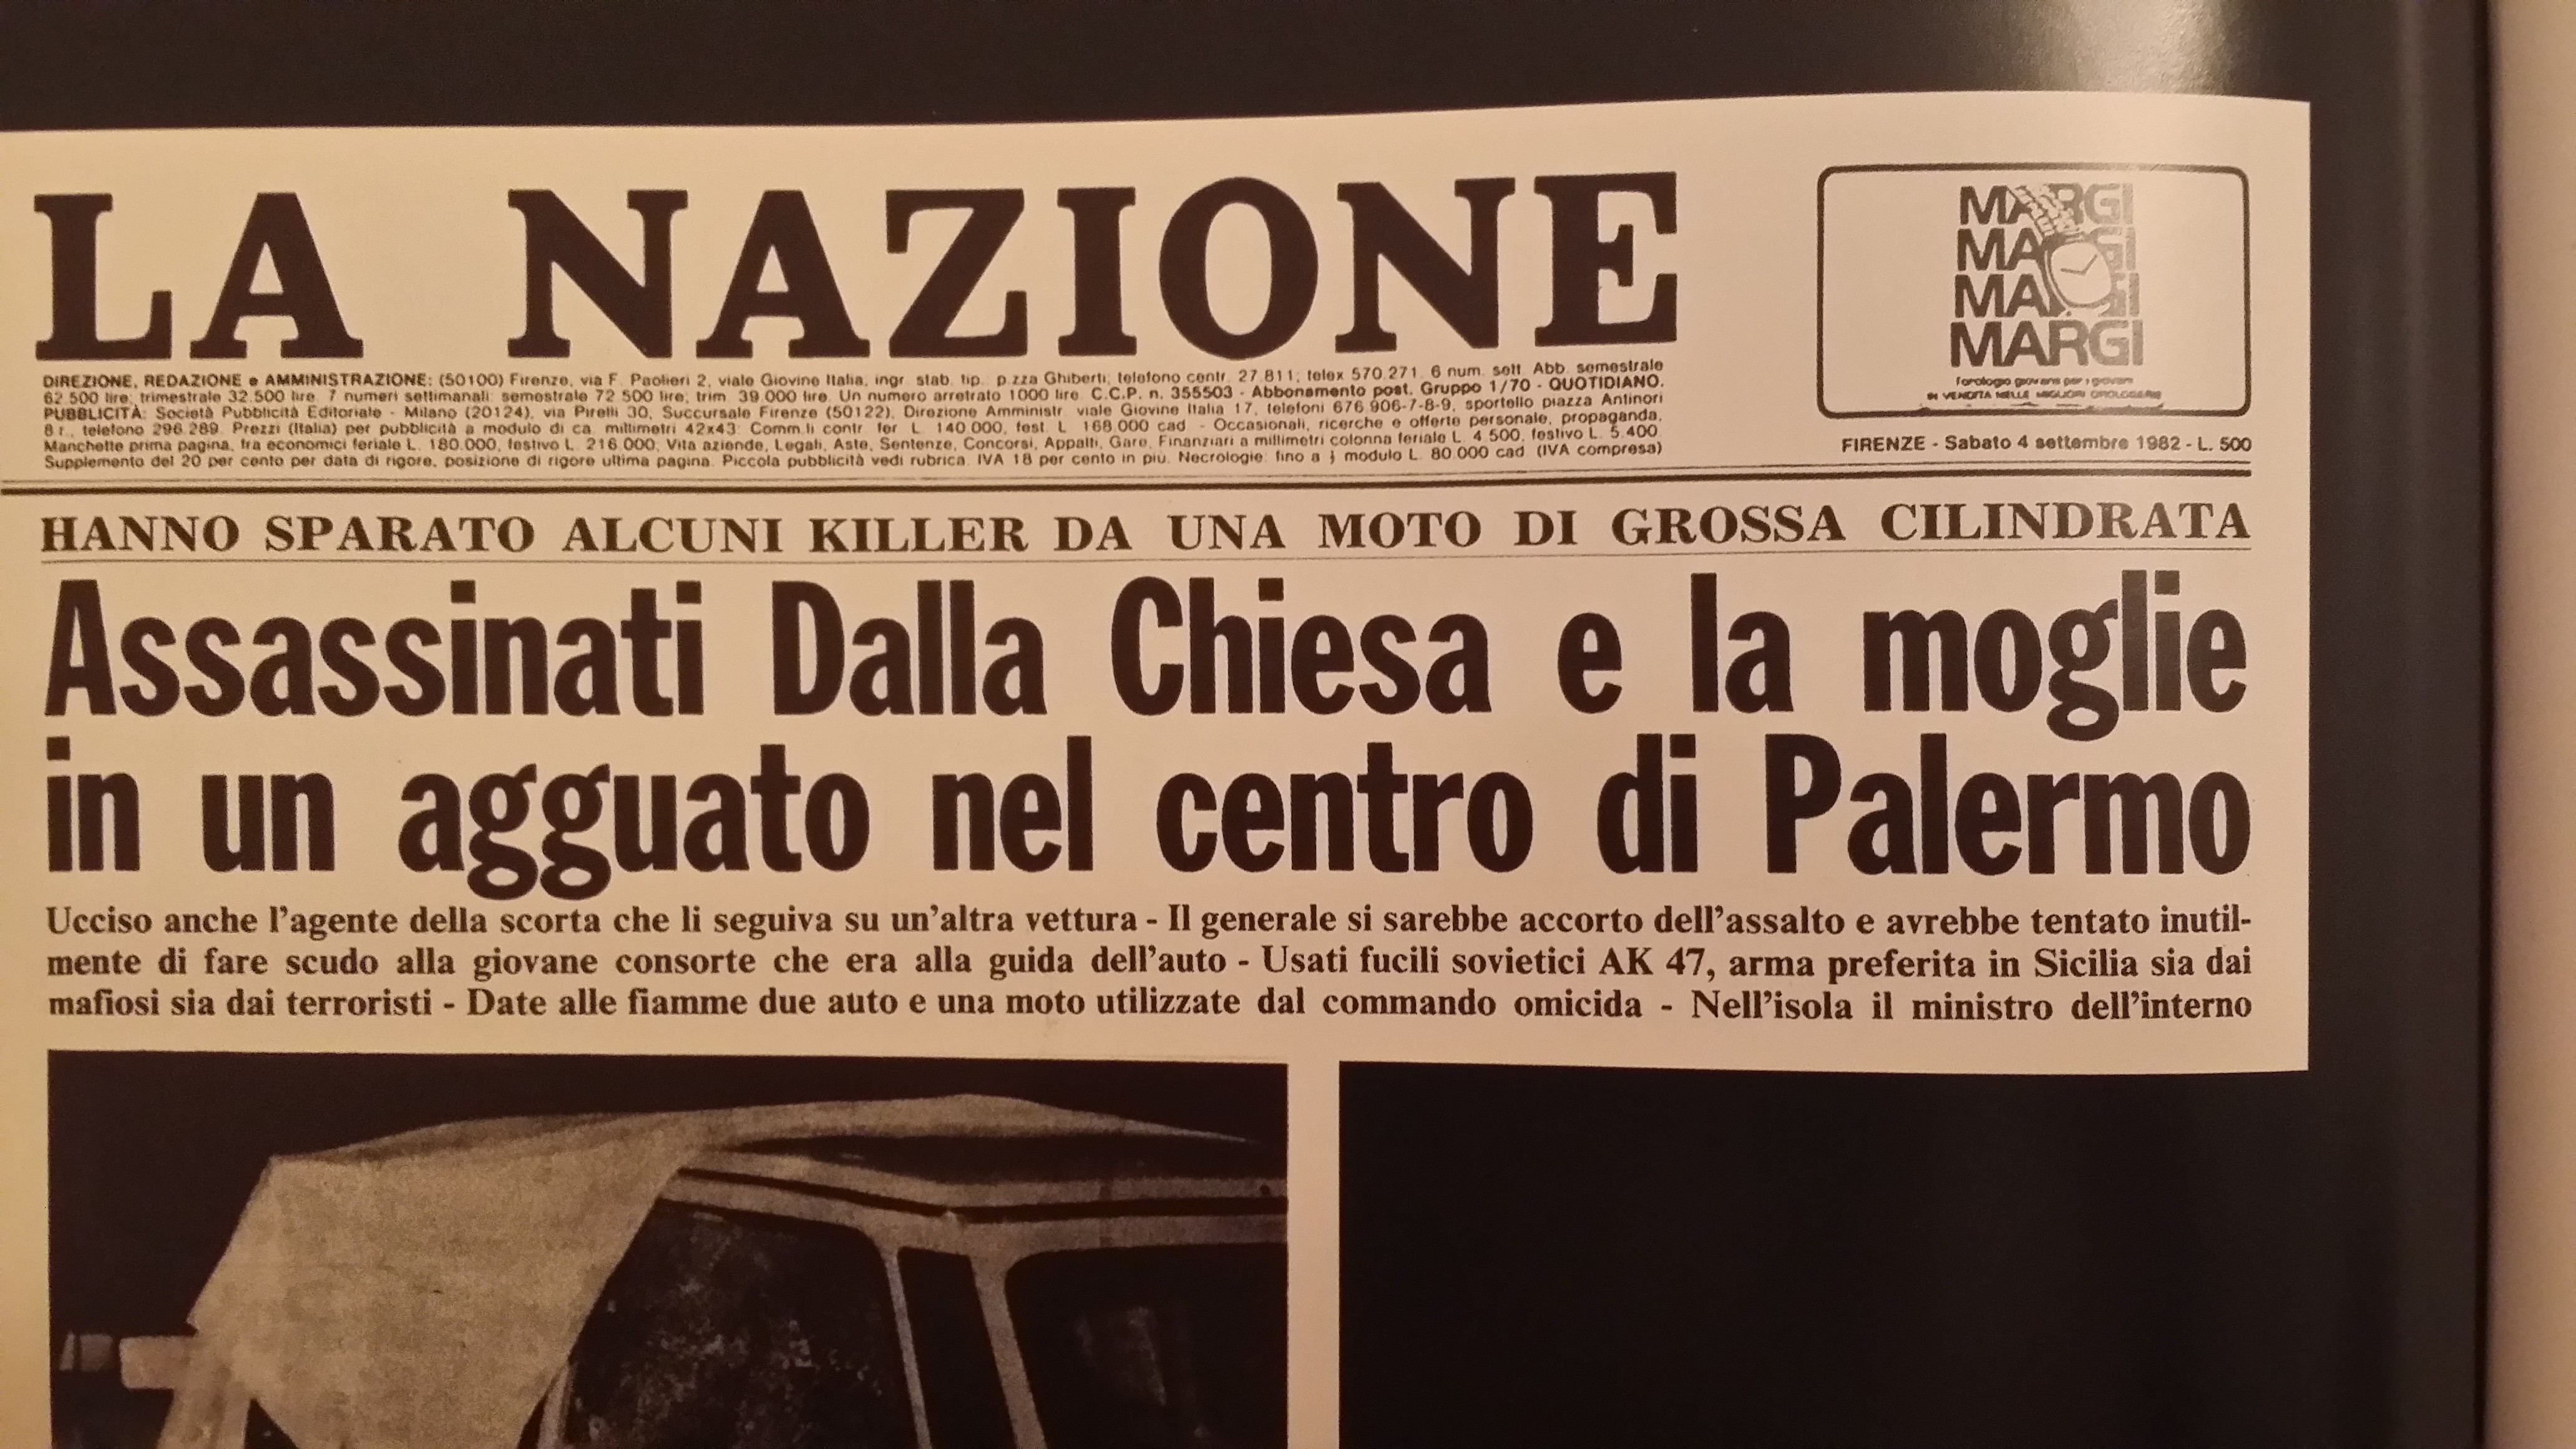 LA NAZIONE
MARGI
MARGI
MARGI
MARGI
l'orologio giovane per i giovani
IN VENDITA NELLE MIGLIORI OROLOGERIE
DIREZIONE, REDAZIONE e AMMINISTRAZIONE: (50100) Firenze, via F. Paolieri 2, viale Giovine Italia, ingr. stab. tip. p.zza Ghiberti; telefono centr. 27.811; telex 570.271. 6 num. sett. Abb. semestrale
62.500 lire; trimestrale 32.500 lire. 7 numeri settimanali: semestrale 72.500 lire; trim. 39.000 lire. Un numero arretrato 1000 lire. C.C.P. n. 355503 - Abbonamento post. Gruppo 1/70 - QUOTIDIANO.
PUBBLICITÀ: Società Pubblicità Editoriale - Milano (20124), via Pirelli 30, Succursale Firenze (50122), Direzione Amministr. viale Giovine Italia 17, telefoni 676.906-7-8-9, sportello piazza Antinori
8 r., telefono 296.289. Prezzi (Italia) per pubblicità a modulo di ca. millimetri 42x43: Comm.li contr. fer. L. 140.000, fest. L. 168.000 cad. - Occasionali, ricerche e offerte personale, propaganda,
Manchette prima pagina, fra economici feriale L. 180.000, festivo L. 216.000, Vita aziende, Legali, Aste, Sentenze, Concorsi, Appalti, Gare, Finanziari a millimetri colonna feriale L. 4.500, festivo L. 5.400.
Supplemento del 20 per cento per data di rigore, posizione di rigore ultima pagina. Piccola pubblicità vedi rubrica. IVA 18 per cento in più. Necrologie: fino a ½ modulo L. 80.000 cad. (IVA compresa)
FIRENZE - Sabato 4 settembre 1982 - L. 500
HANNO SPARATO ALCUNI KILLER DA UNA MOTO DI GROSSA CILINDRATA
Assassinati Dalla Chiesa e la moglie
in un agguato nel centro di Palermo
Ucciso anche l'agente della scorta che li seguiva su un'altra vettura - Il generale si sarebbe accorto dell'assalto e avrebbe tentato inutil-
mente di fare scudo alla giovane consorte che era alla guida dell'auto - Usati fucili sovietici AK 47, arma preferita in Sicilia sia dai
mafiosi sia dai terroristi - Date alle fiamme due auto e una moto utilizzate dal commando omicida - Nell'isola il ministro dell'interno